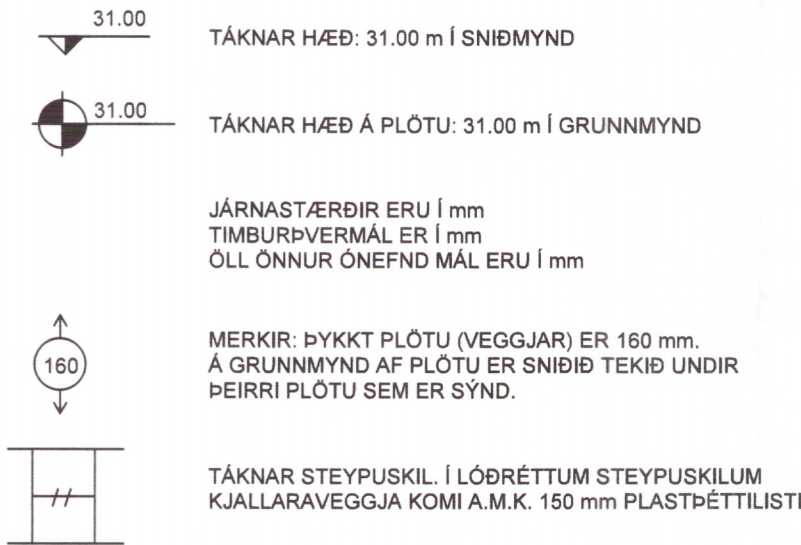 31.00
TÁKNAR HÆÐ: 31.00 m Í SNIÐMYND
31.00
TÁKNAR HÆÐ Á PLÖTU: 31.00 m Í GRUNNMYND
JÁRNASTÆRÐIR ERU Í mm
TIMBURÞVERMÁL ER Í mm
ÖLL ÖNNUR ÓNEFND MÁL ERU Í mm
160
MERKIR: ÞYKKT PLÖTU (VEGGJAR) ER 160 mm.
Á GRUNNMYND AF PLÖTU ER SNIÐIÐ TEKIÐ UNDIR
ÞEIRRI PLÖTU SEM ER SÝND.
TÁKNAR STEYPUSKIL. Í LÓÐRÉTTUM STEYPUSKILUM
KJALLARAVEGGJA KOMI A.M.K. 150 mm PLASTÞÉTTILISTI